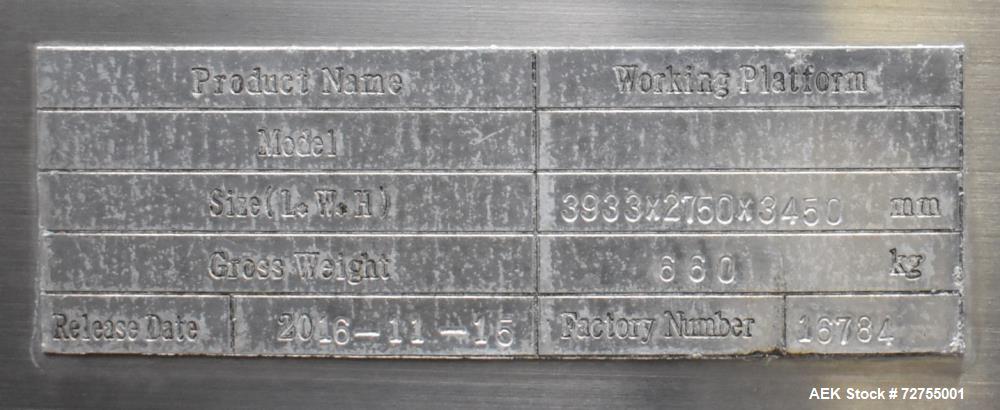 Product Name Working Platform
Model
Size(L.W.H) 3933x2750x3450 mm
Gross Weight 660 kg
Release Date 2016-11-15 Factory Number 16784
AEK Stock# 72755001